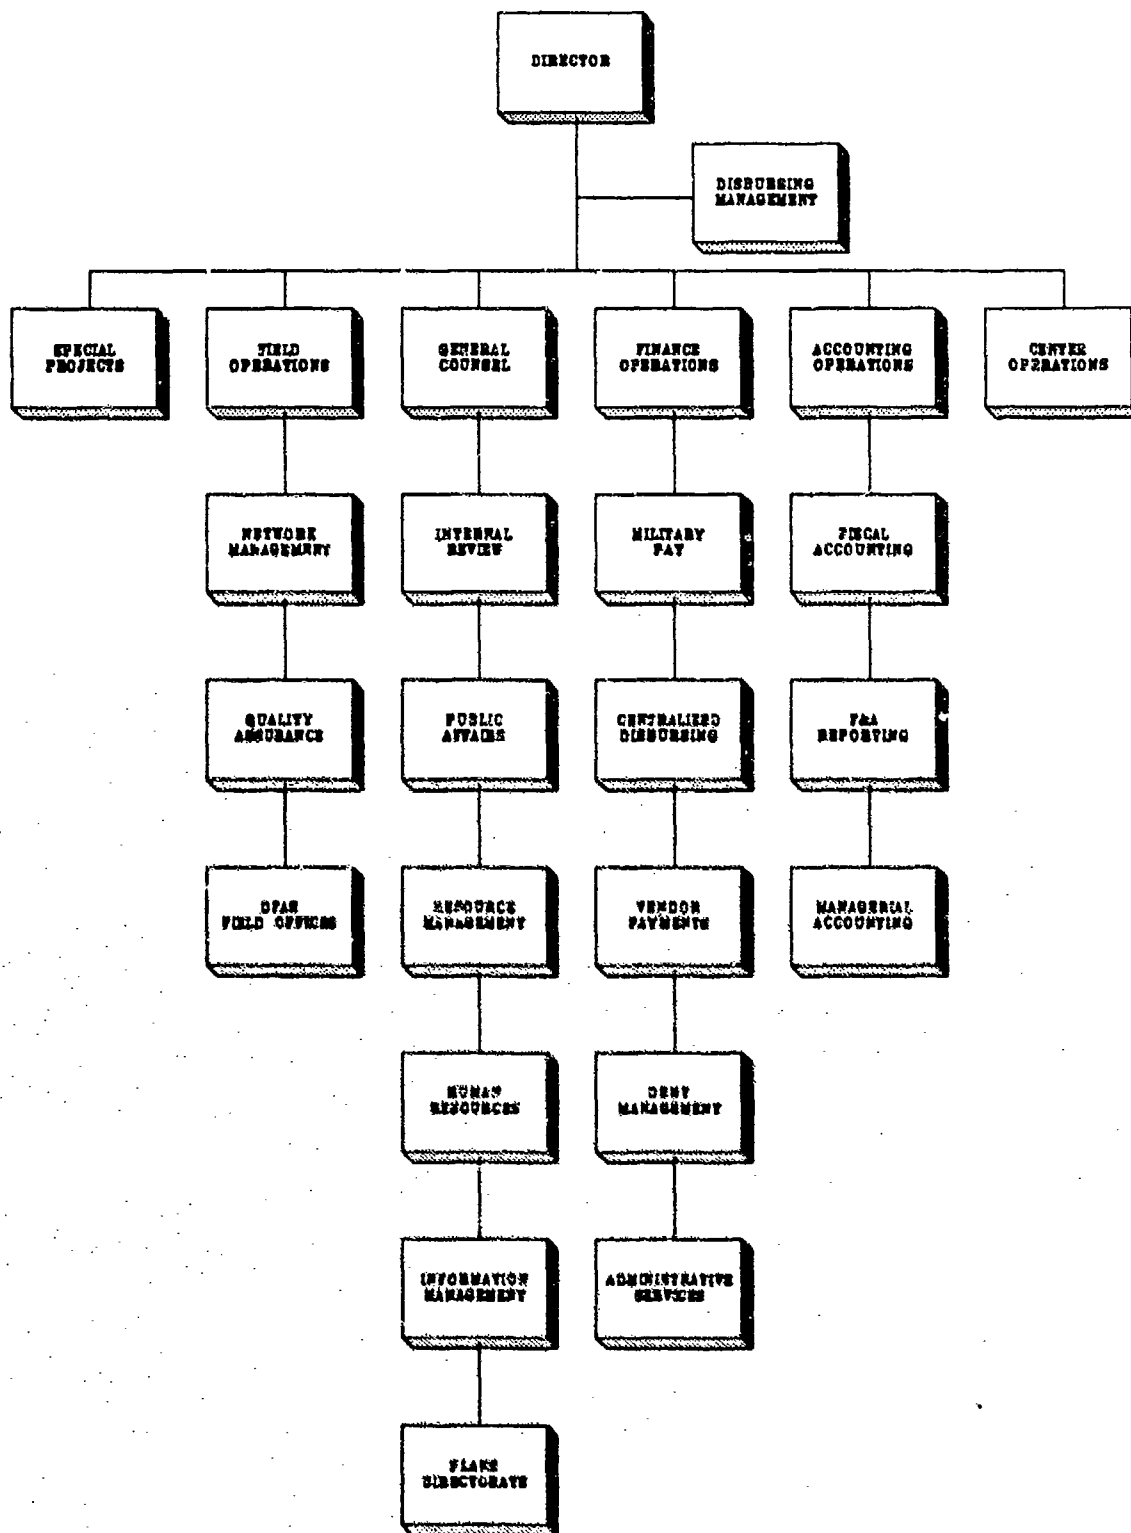 DIRECTOR
DISBURSING
MANAGEMENT
SPECIAL
PROJECTS
FIELD
OPERATIONS
GENERAL
COUNSEL
FINANCE
OPERATIONS
ACCOUNTING
OPERATIONS
CENTER
OPERATIONS
NETWORK
MANAGEMENT
INTERNAL
REVIEW
MILITARY
PAY
FISCAL
ACCOUNTING
QUALITY
ASSURANCE
PUBLIC
AFFAIRS
CENTRALIZED
DISBURSING
F&A
REPORTING
DFAS
FIELD OFFICES
RESOURCE
MANAGEMENT
VENDOR
PAYMENTS
MANAGERIAL
ACCOUNTING
HUMAN
RESOURCES
DEBT
MANAGEMENT
INFORMATION
MANAGEMENT
ADMINISTRATIVE
SERVICES
PLANS
DIRECTORATE